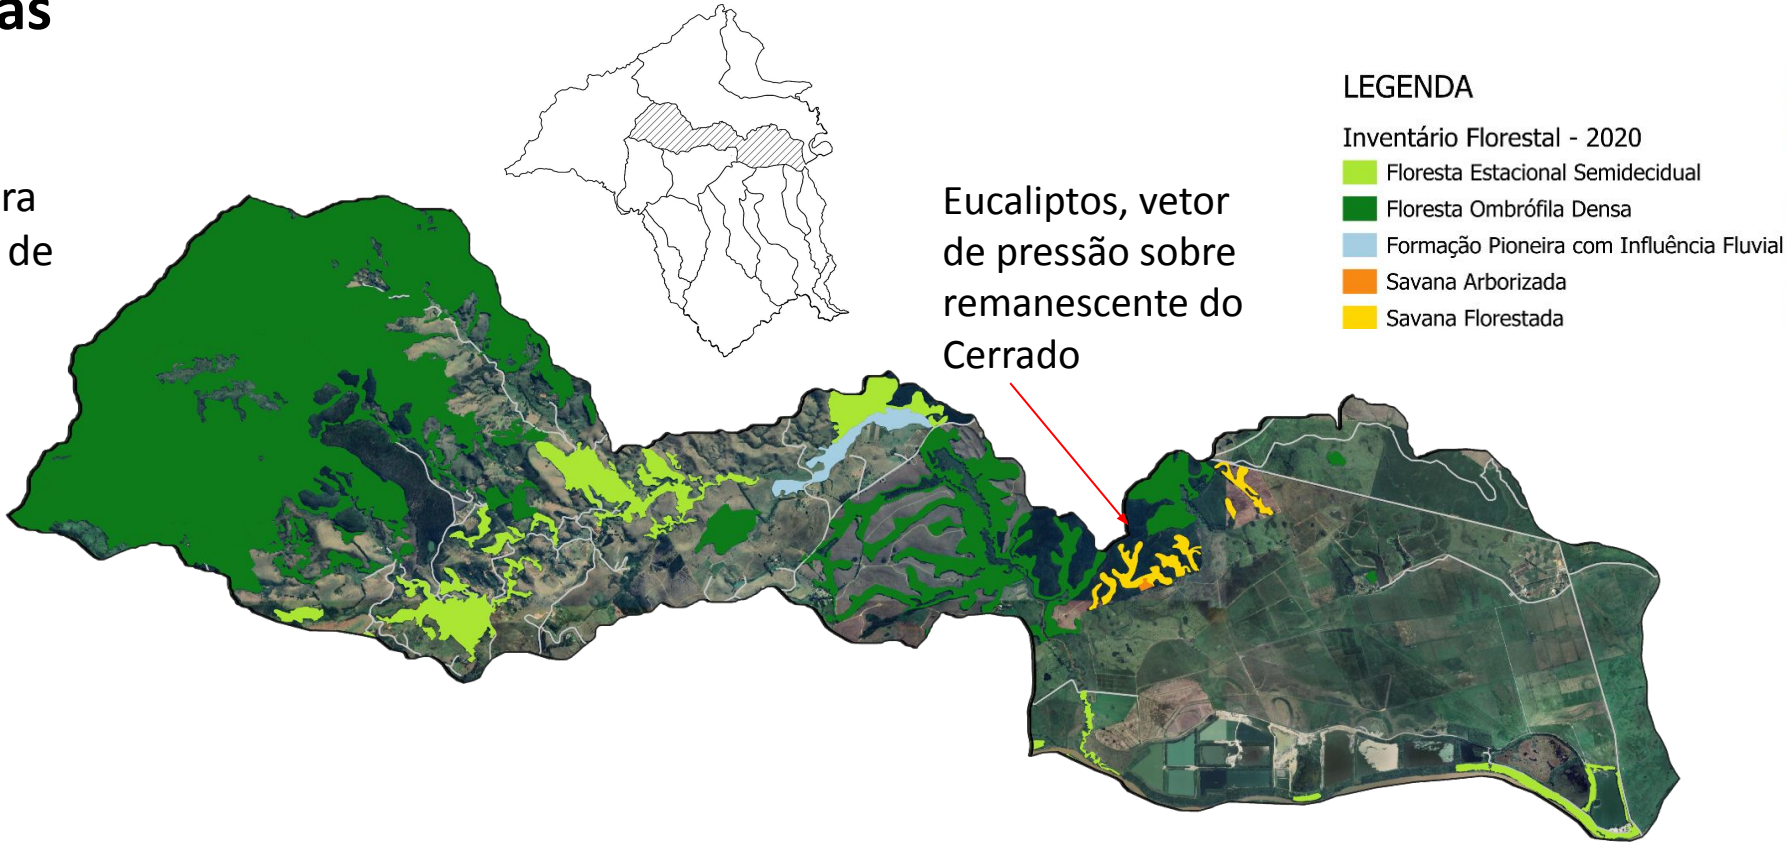 as
ra
de
Eucaliptos, vetor
de pressão sobre
remanescente do
Cerrado
LEGENDA
Inventário Florestal - 2020
Floresta Estacional Semidecidual
Floresta Ombrófila Densa
Formação Pioneira com Influência Fluvial
Savana Arborizada
Savana Florestada